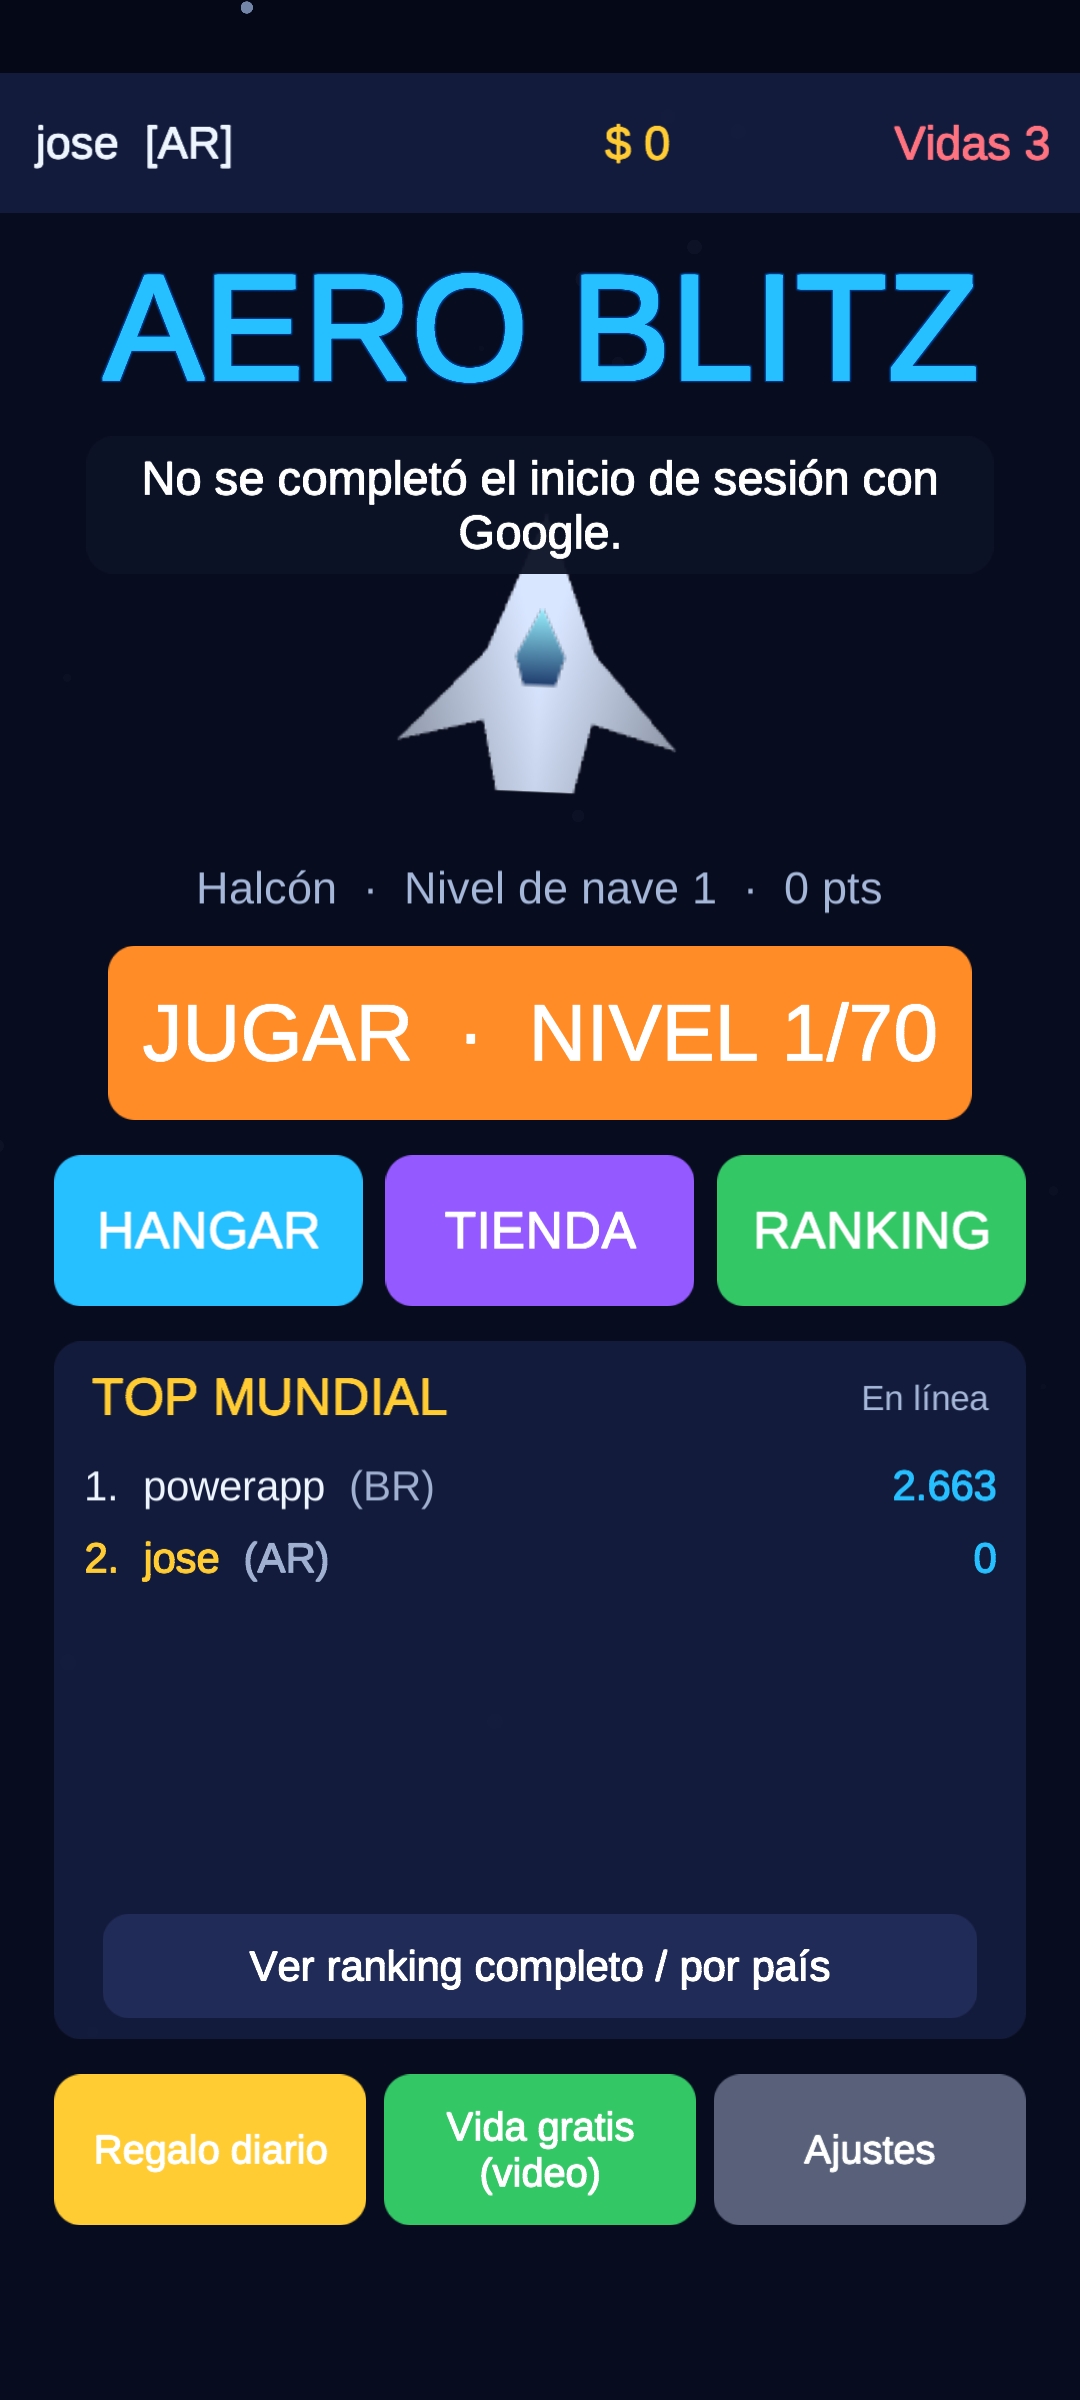 jose [AR] $ 0 Vidas 3
AERO BLITZ
No se completó el inicio de sesión con
Google.
Halcón · Nivel de nave 1 · 0 pts
JUGAR · NIVEL 1/70
HANGAR TIENDA RANKING
TOP MUNDIAL En línea
1. powerapp (BR) 2.663
2. jose (AR) 0
Ver ranking completo / por país
Regalo diario
Vida gratis
(video)
Ajustes